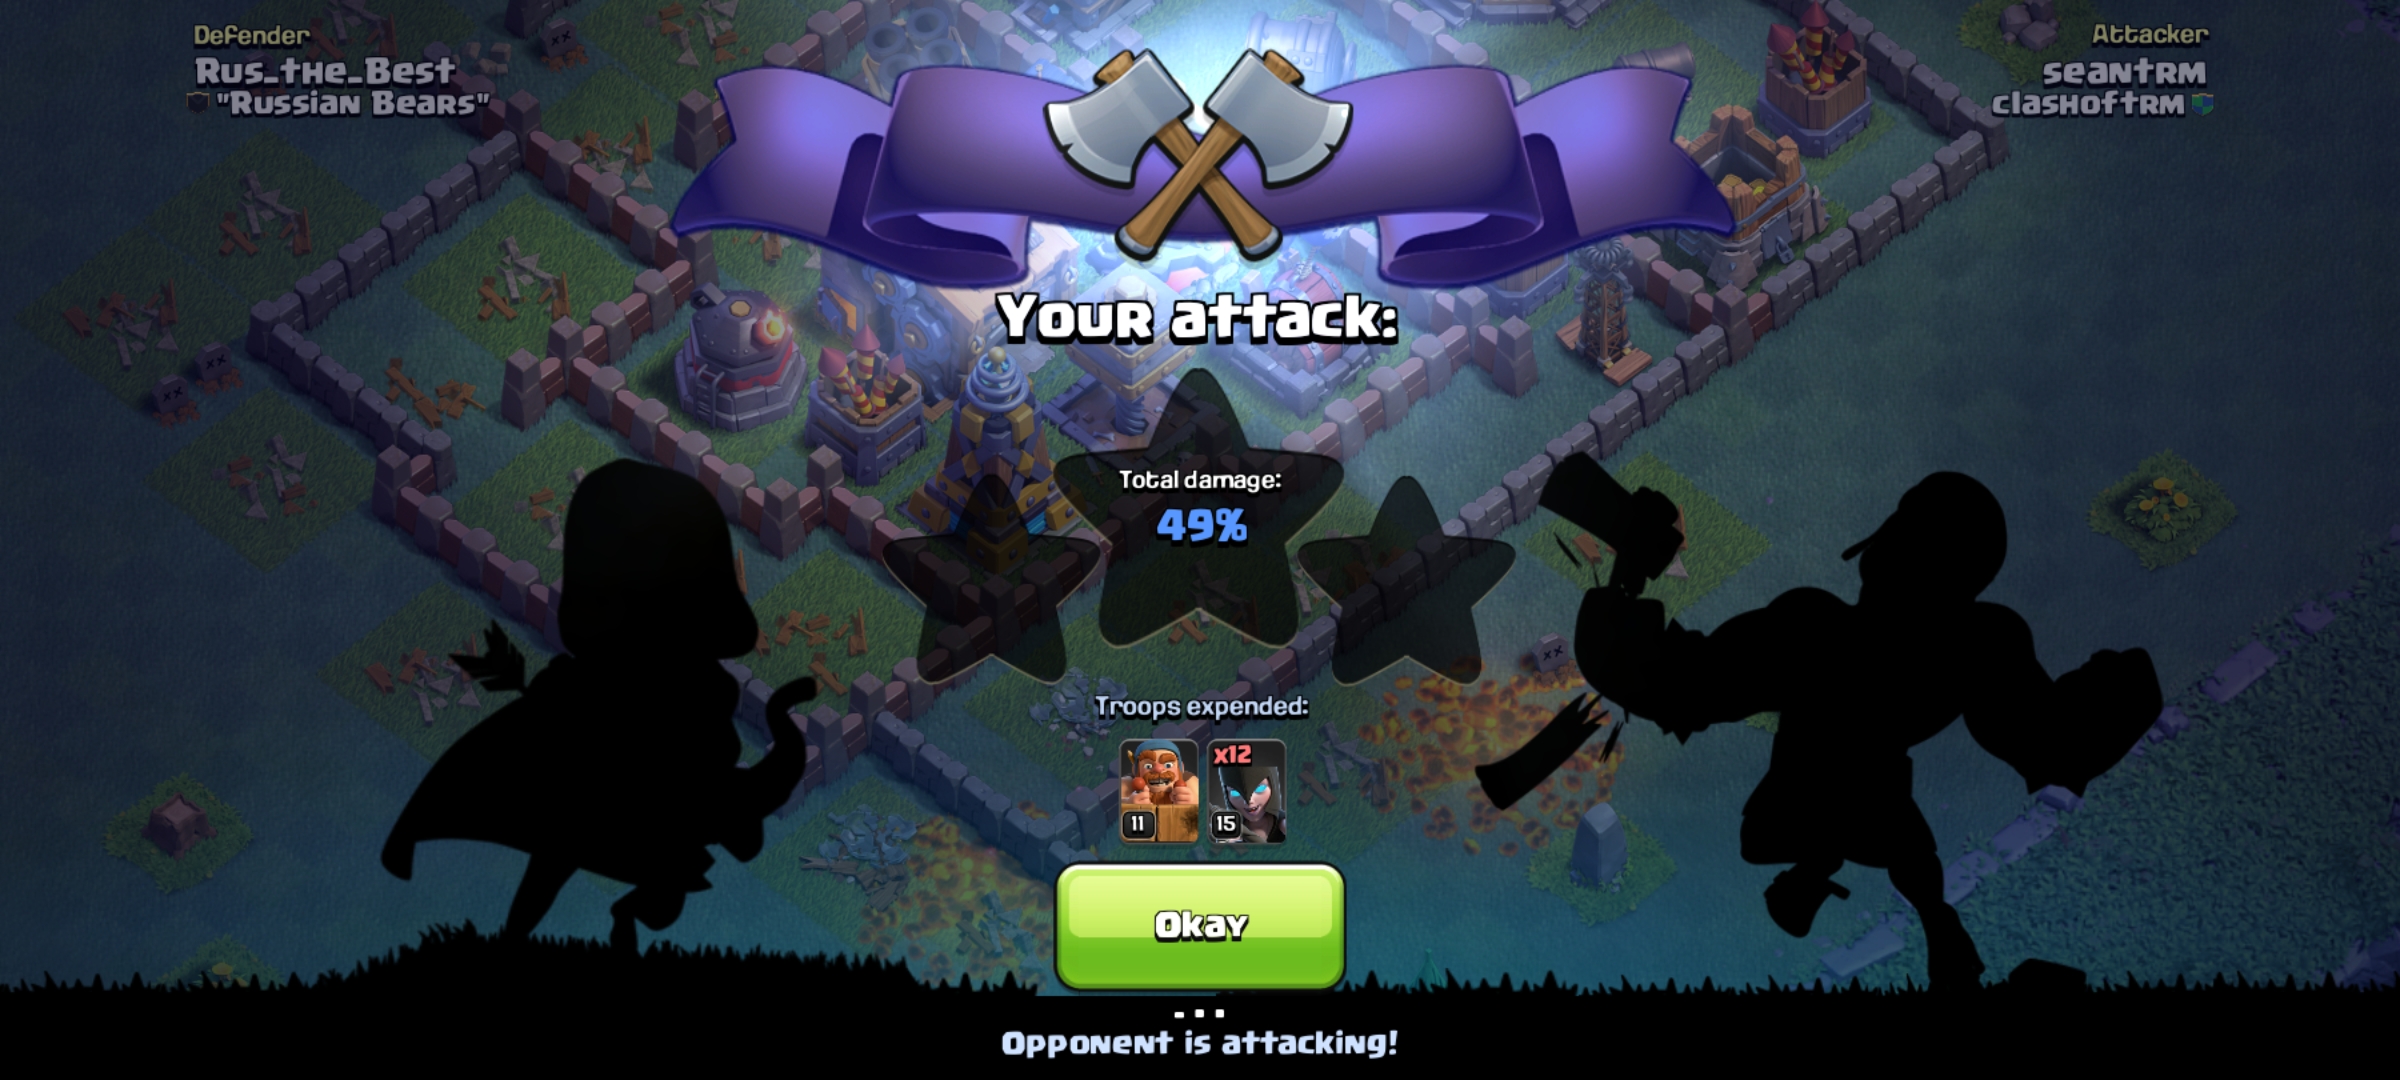 Defender
Rus_tHe_Best
"Russian Bears"
Attacker
seantRM
clashoftRM
Your attack:
Total damage:
49%
Troops expended:
x12
11
15
Okay
...
Opponent is attacking!